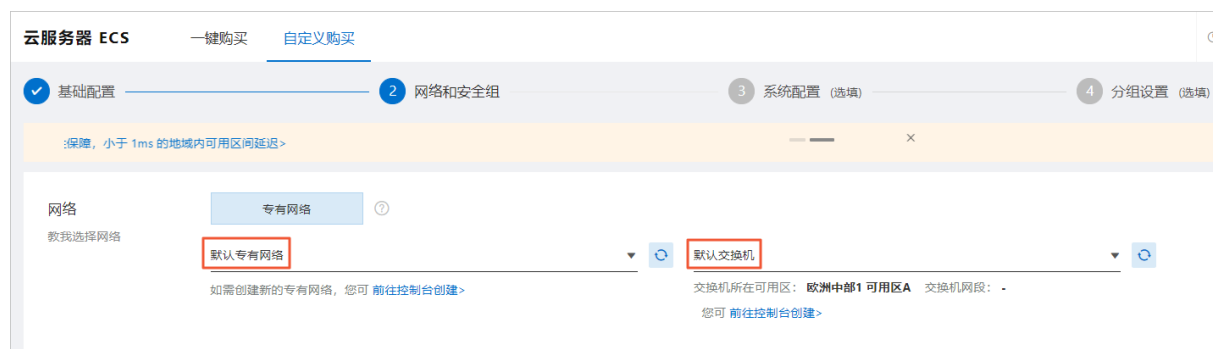 云服务器 ECS 一键购买 自定义购买
基础配置 2 网络和安全组 3 系统配置 (选填) 4 分组设置 (选填)
保障，小于 1ms 的地域内可用区间延迟>
网络 专有网络
教我选择网络
默认专有网络 默认交换机
如需创建新的专有网络，您可 前往控制台创建> 交换机所在可用区： 欧洲中部1 可用区A 交换机网段： -
您可 前往控制台创建>